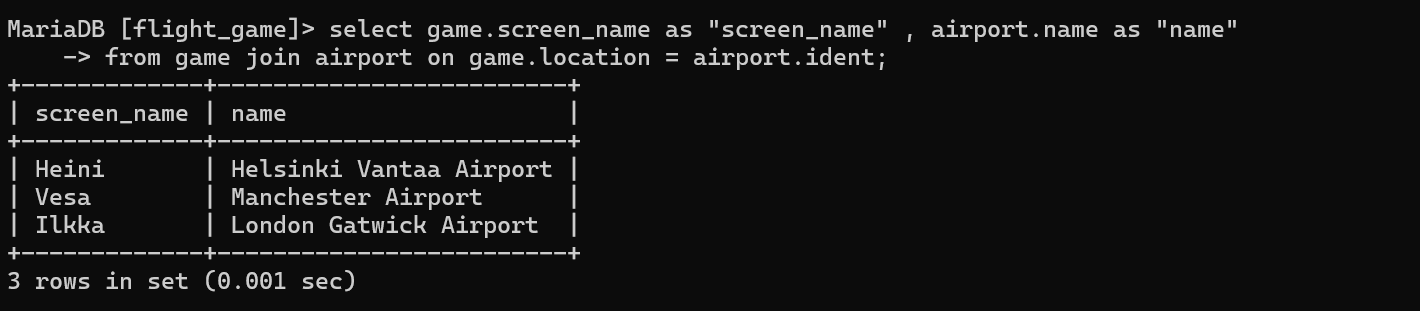 MariaDB [flight_game]> select game.screen_name as "screen_name" , airport.name as "name"
    -> from game join airport on game.location = airport.ident;
+-------------+-------------------------+
| screen_name | name                    |
+-------------+-------------------------+
| Heini       | Helsinki Vantaa Airport |
| Vesa        | Manchester Airport      |
| Ilkka       | London Gatwick Airport  |
+-------------+-------------------------+
3 rows in set (0.001 sec)